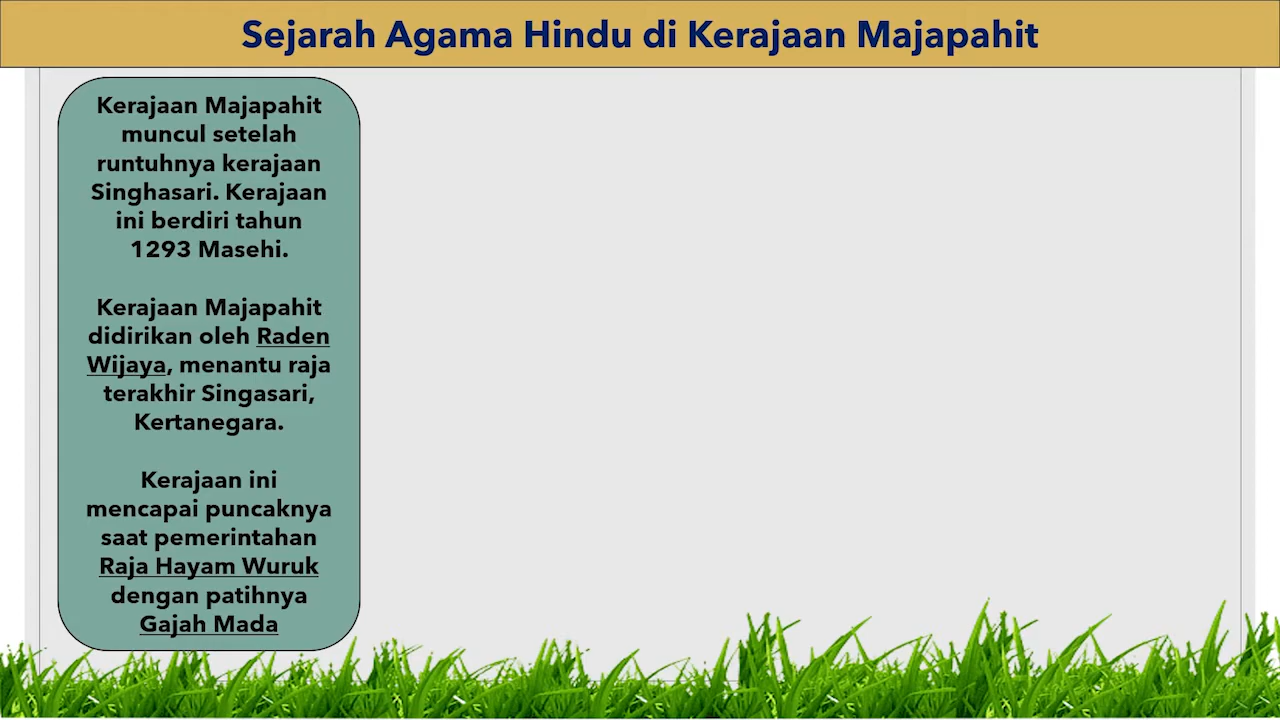 Sejarah Agama Hindu di Kerajaan Majapahit
Kerajaan Majapahit
muncul setelah
runtuhnya kerajaan
Singhasari. Kerajaan
ini berdiri tahun
1293 Masehi.
Kerajaan Majapahit
didirikan oleh Raden
Wijaya, menantu raja
terakhir Singasari,
Kertanegara.
Kerajaan ini
mencapai puncaknya
saat pemerintahan
Raja Hayam Wuruk
dengan patihnya
Gajah Mada